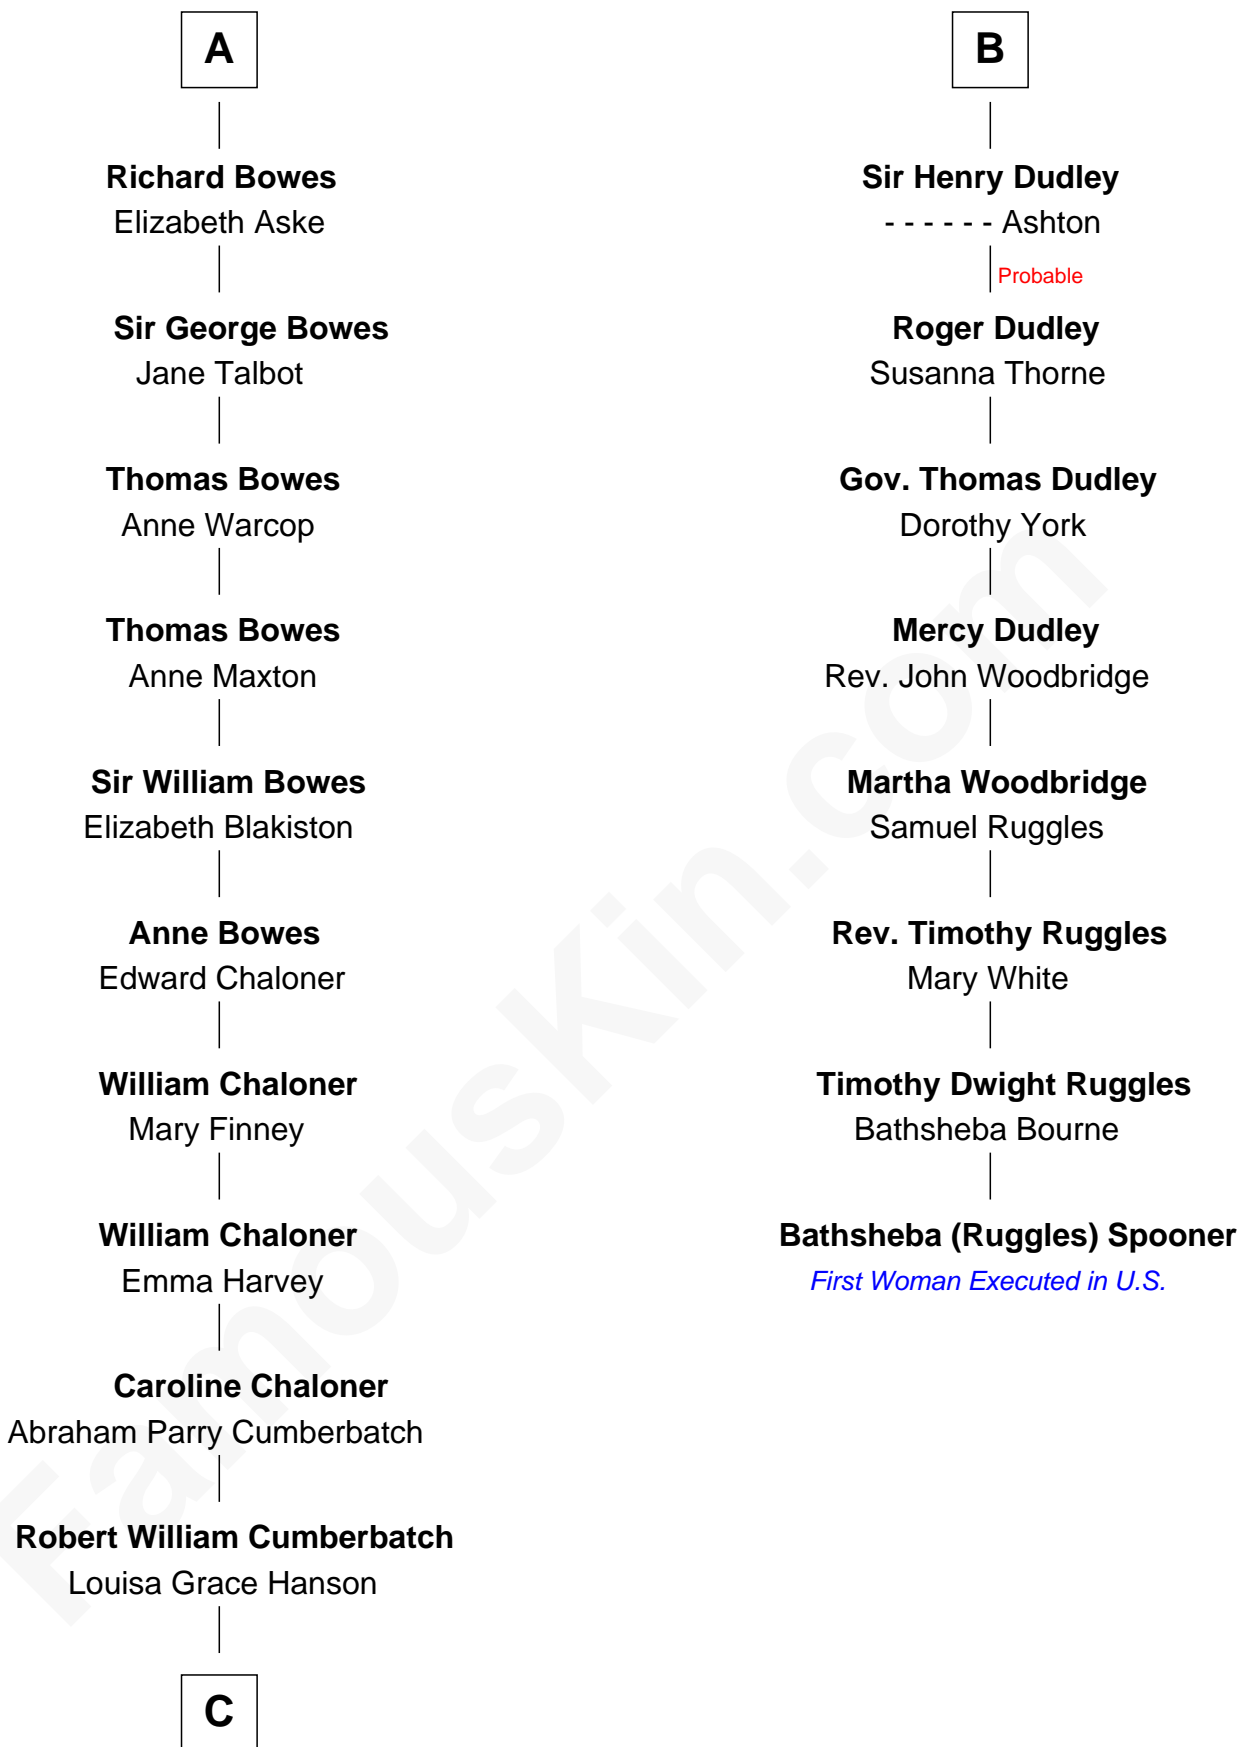 A
Richard Bowes
Elizabeth Aske
Sir George Bowes
Jane Talbot
Thomas Bowes
Anne Warcop
Thomas Bowes
Anne Maxton
Sir William Bowes
Elizabeth Blakiston
Anne Bowes
Edward Chaloner
William Chaloner
Mary Finney
William Chaloner
Emma Harvey
Caroline Chaloner
Abraham Parry Cumberbatch
Robert William Cumberbatch
Louisa Grace Hanson
C
B
Sir Henry Dudley
- - - - - - Ashton
Probable
Roger Dudley
Susanna Thorne
Gov. Thomas Dudley
Dorothy York
Mercy Dudley
Rev. John Woodbridge
Martha Woodbridge
Samuel Ruggles
Rev. Timothy Ruggles
Mary White
Timothy Dwight Ruggles
Bathsheba Bourne
Bathsheba (Ruggles) Spooner
First Woman Executed in U.S.
FamousKin.com